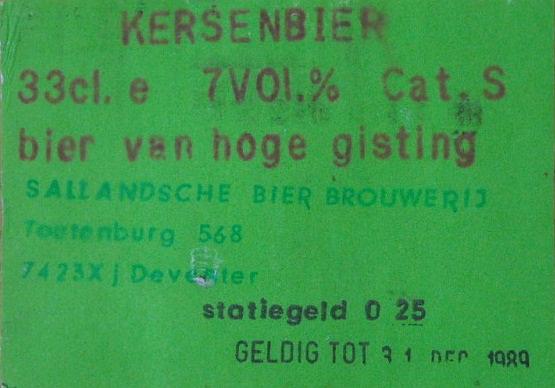 KERSENBIER
33cl. e 7VOl.% Cat. S
bier van hoge gisting
SALLANDSCHE BIER BROUWERIJ
Toutenburg 568
7423Xj Deventer
statiegeld 0 25
GELDIG TOT 31 DEC 1989